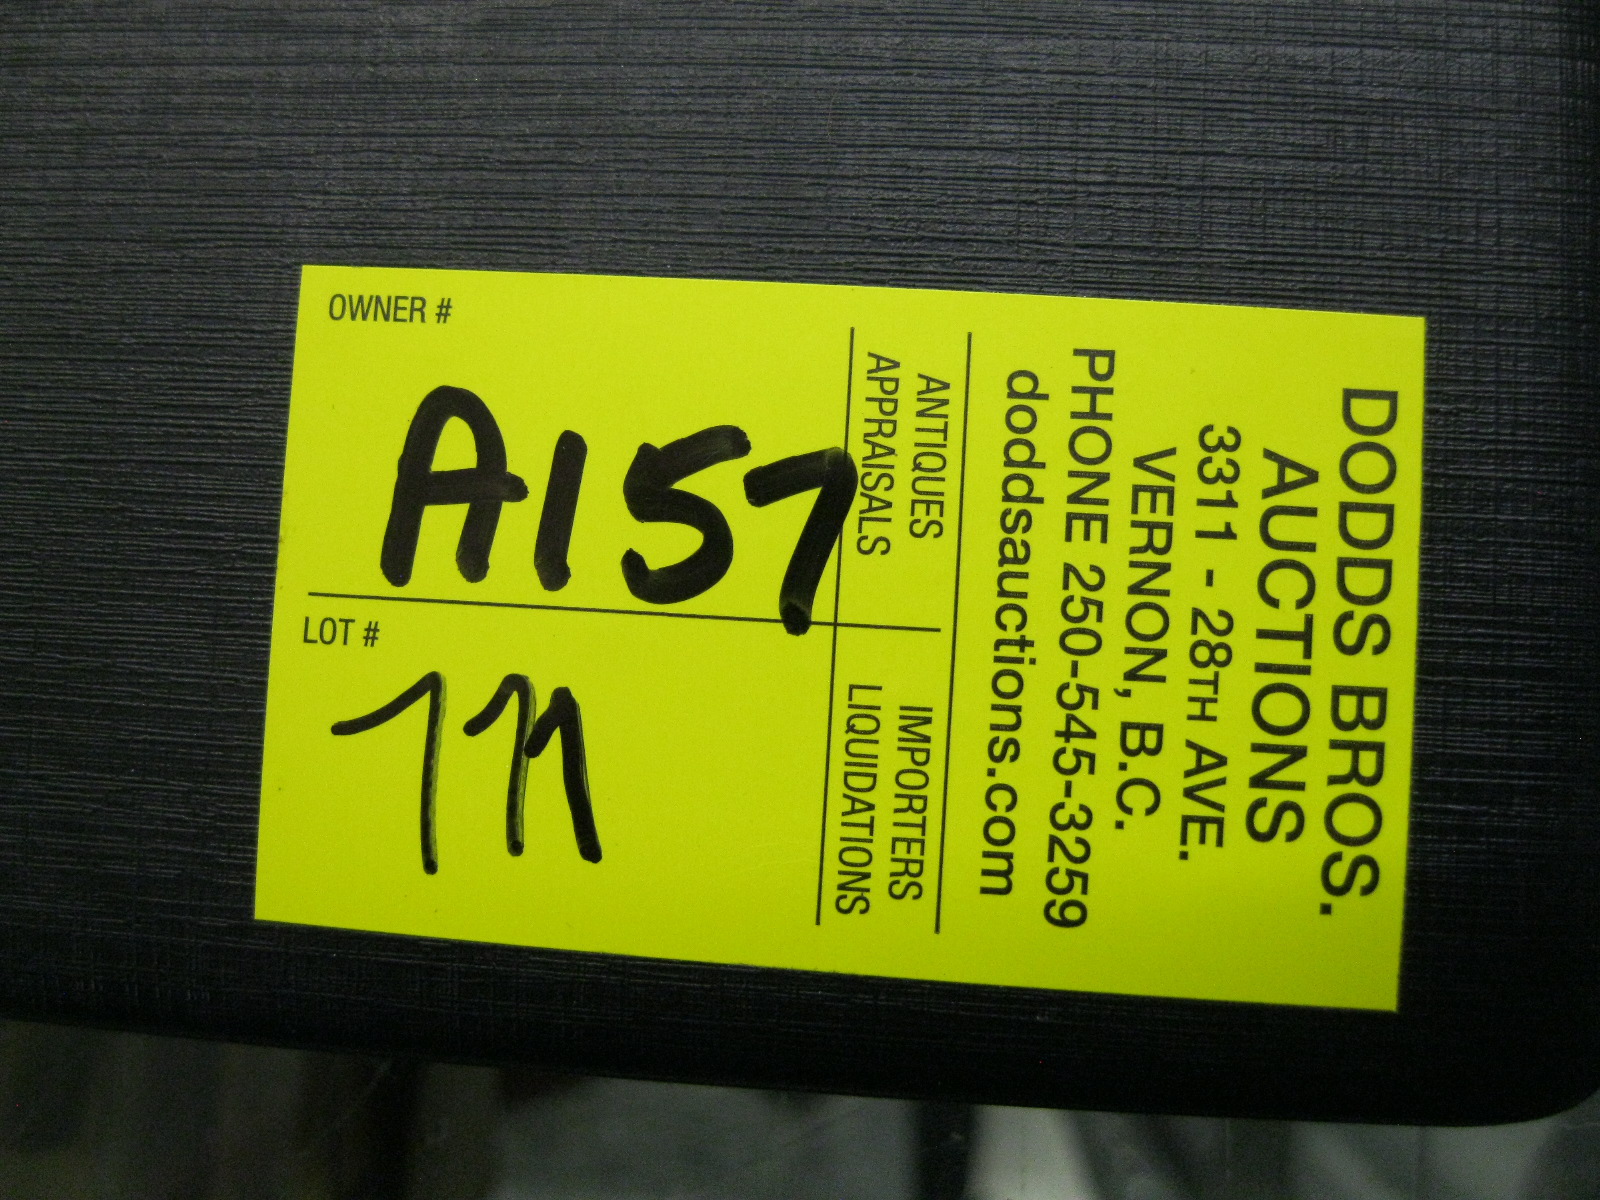 OWNER #
A157
LOT #
777
ANTIQUES
APPRAISALS
IMPORTERS
LIQUIDATIONS
DODDS BROS.
AUCTIONS
3311 - 28TH AVE.
VERNON, B.C.
PHONE 250-545-3259
doddsauctions.com